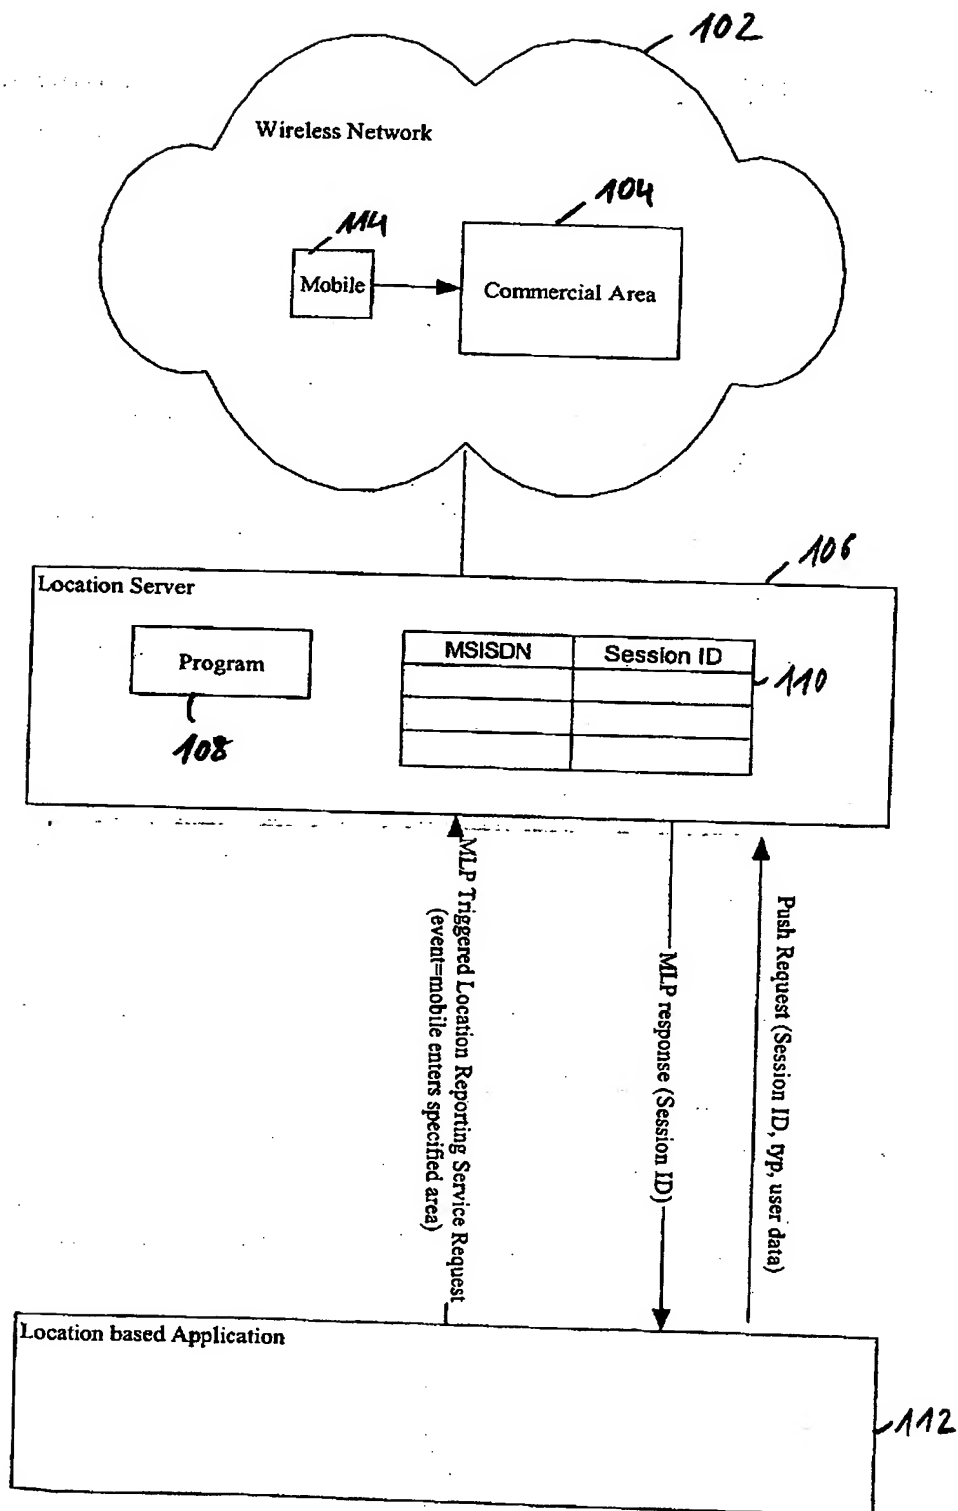 102
Wireless Network
104
114
Mobile
Commercial Area
106
Location Server
MSISDN
Session ID
Program
110
108
MLP Triggered Location Reporting Service Request
(event=mobile enters specified area)
MLP response (Session ID)
Push Request (Session ID, typ, user data)
Location based Application
112